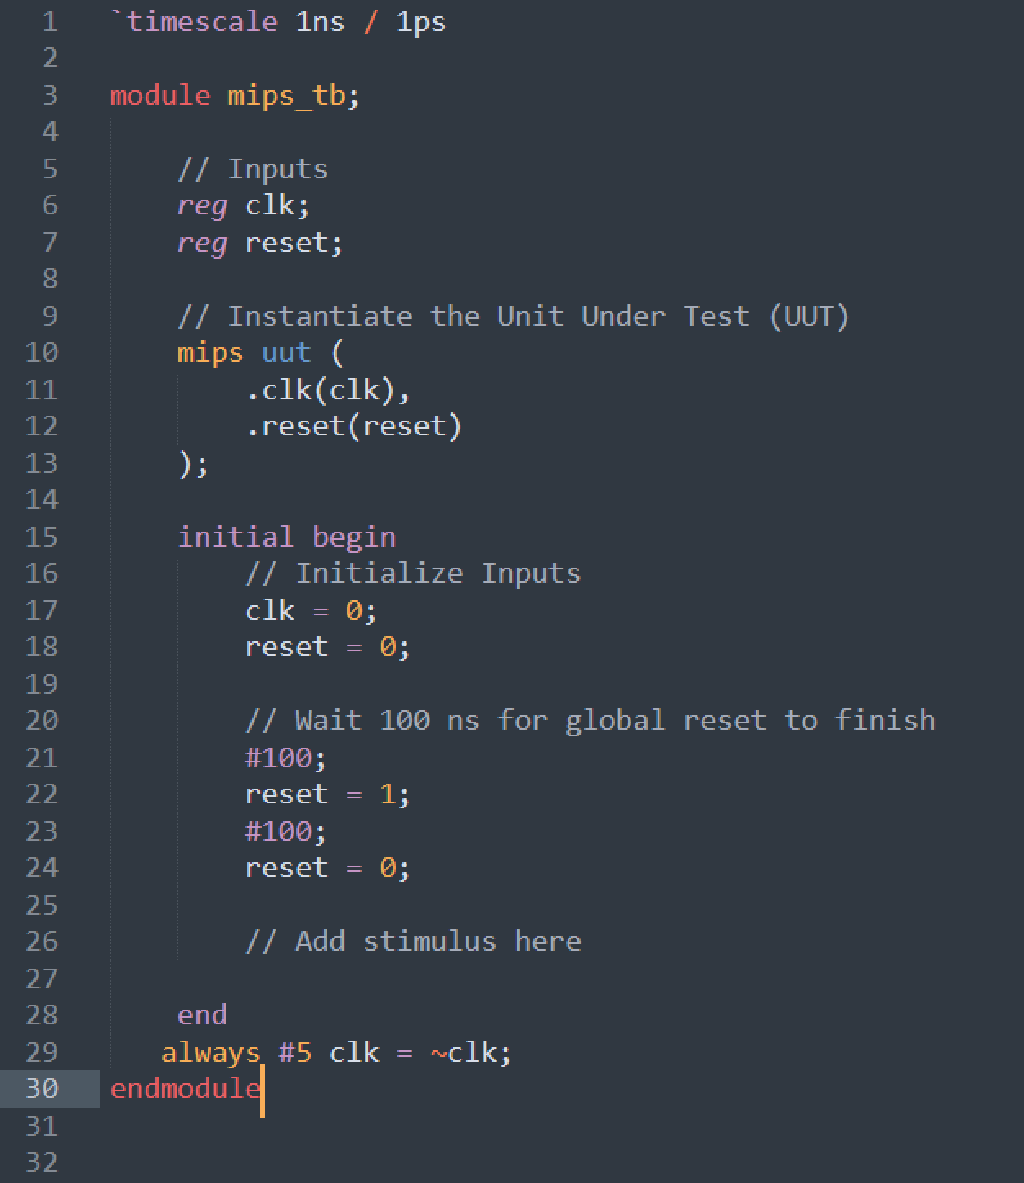 1 `timescale 1ns / 1ps
2
3 module mips_tb;
4
5 // Inputs
6 reg clk;
7 reg reset;
8
9 // Instantiate the Unit Under Test (UUT)
10 mips uut (
11 .clk(clk),
12 .reset(reset)
13 );
14
15 initial begin
16 // Initialize Inputs
17 clk = 0;
18 reset = 0;
19
20 // Wait 100 ns for global reset to finish
21 #100;
22 reset = 1;
23 #100;
24 reset = 0;
25
26 // Add stimulus here
27
28 end
29 always #5 clk = ~clk;
30 endmodule
31
32